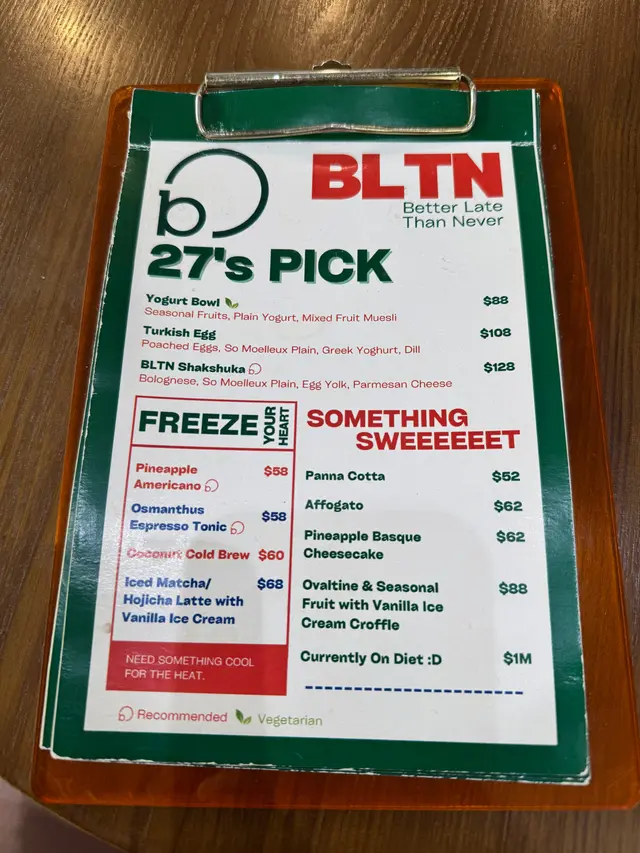 b
BLTN
Better Late
Than Never
27's PICK
Yogurt Bowl $88
Seasonal Fruits, Plain Yogurt, Mixed Fruit Muesli
Turkish Egg $108
Poached Eggs, So Moelleux Plain, Greek Yoghurt, Dill
BLTN Shakshuka $128
Bolognese, So Moelleux Plain, Egg Yolk, Parmesan Cheese
FREEZE YOUR HEART
Pineapple $58
Americano
Osmanthus $58
Espresso Tonic
Coconut Cold Brew $60
Iced Matcha/ $68
Hojicha Latte with
Vanilla Ice Cream
NEED SOMETHING COOL
FOR THE HEAT.
SOMETHING
SWEEEEEET
Panna Cotta $52
Affogato $62
Pineapple Basque $62
Cheesecake
Ovaltine & Seasonal $88
Fruit with Vanilla Ice
Cream Croffle
Currently On Diet :D $1M
Recommended Vegetarian